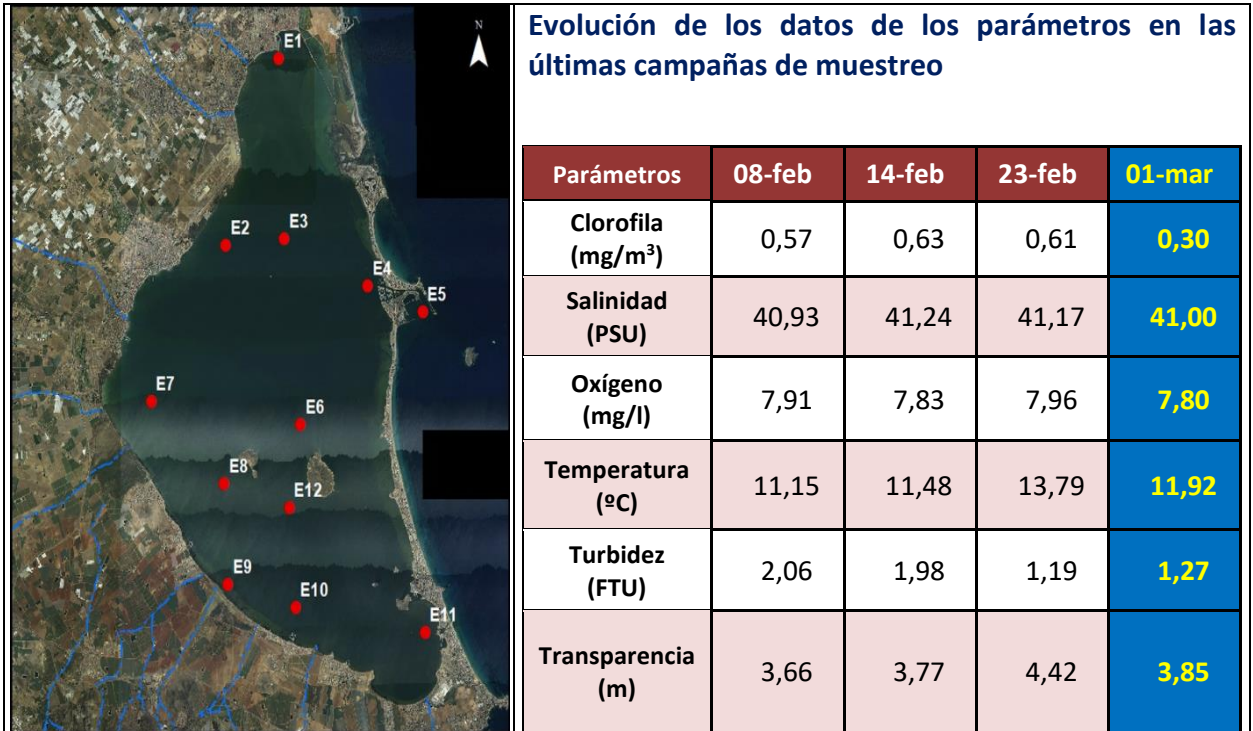 N
E1
E2
E3
E4
E5
E7
E6
E8
E12
E9
E10
E11
Evolución de los datos de los parámetros en las
últimas campañas de muestreo
Parámetros 08-feb 14-feb 23-feb 01-mar
Clorofila
(mg/m³) 0,57 0,63 0,61 0,30
Salinidad
(PSU) 40,93 41,24 41,17 41,00
Oxígeno
(mg/l) 7,91 7,83 7,96 7,80
Temperatura
(ºC) 11,15 11,48 13,79 11,92
Turbidez
(FTU) 2,06 1,98 1,19 1,27
Transparencia
(m) 3,66 3,77 4,42 3,85